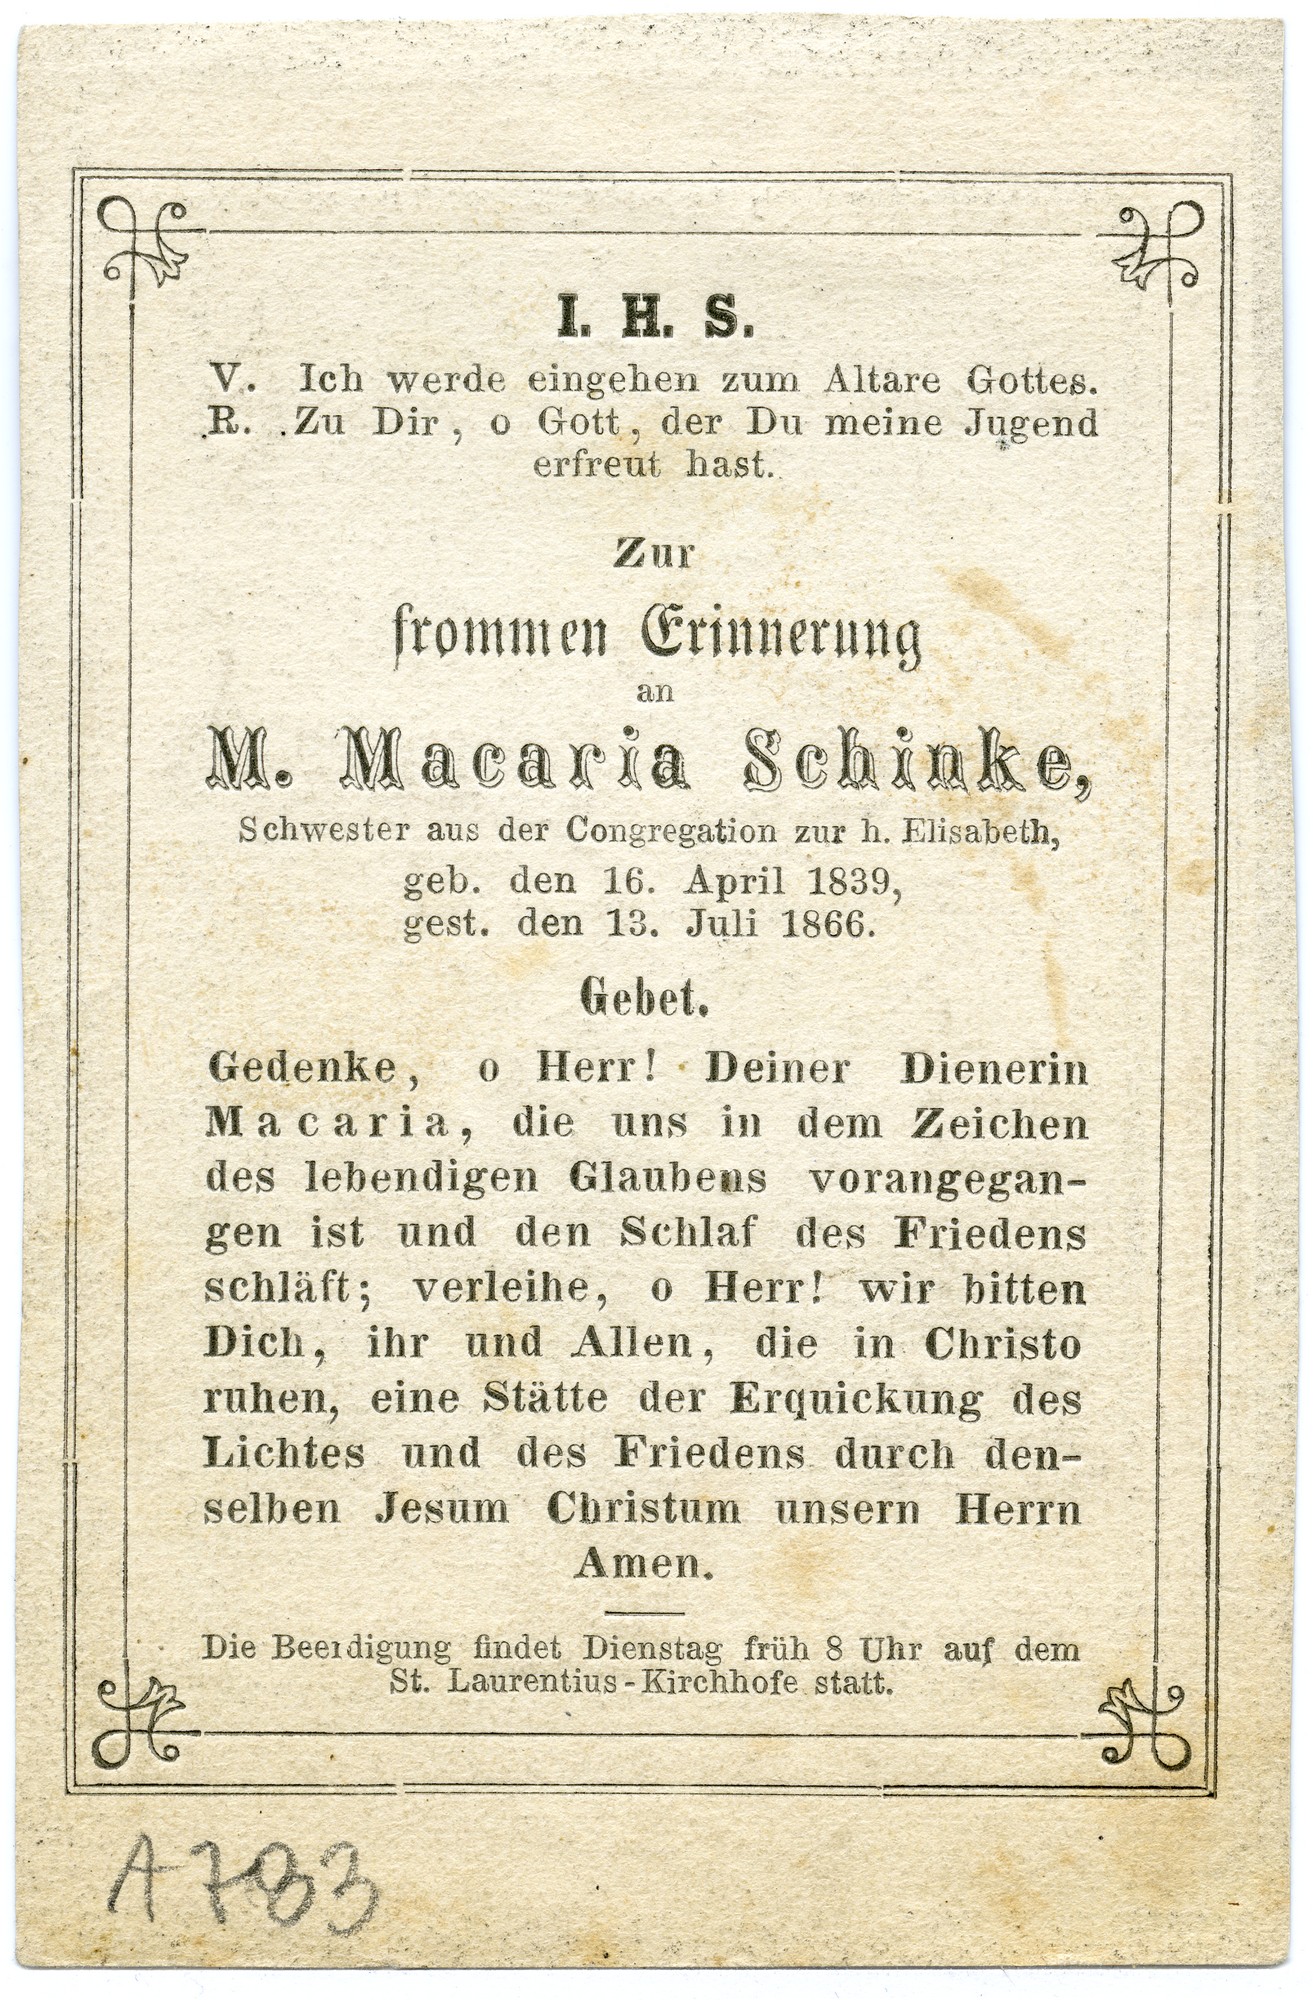 I. H. S.
V. Ich werde eingehen zum Altare Gottes.
R. Zu Dir, o Gott, der Du meine Jugend
erfreut hast.
Zur
frommen Erinnerung
an
M. Macaria Schinke,
Schwester aus der Congregation zur h. Elisabeth,
geb. den 16. April 1839,
gest. den 13. Juli 1866.
Gebet.
Gedenke, o Herr! Deiner Dienerin
Macaria, die uns in dem Zeichen
des lebendigen Glaubens vorangegan-
gen ist und den Schlaf des Friedens
schläft; verleihe, o Herr! wir bitten
Dich, ihr und Allen, die in Christo
ruhen, eine Stätte der Erquickung des
Lichtes und des Friedens durch den-
selben Jesum Christum unsern Herrn
Amen.
Die Beerdigung findet Dienstag früh 8 Uhr auf dem
St. Laurentius-Kirchhofe statt.
A 783